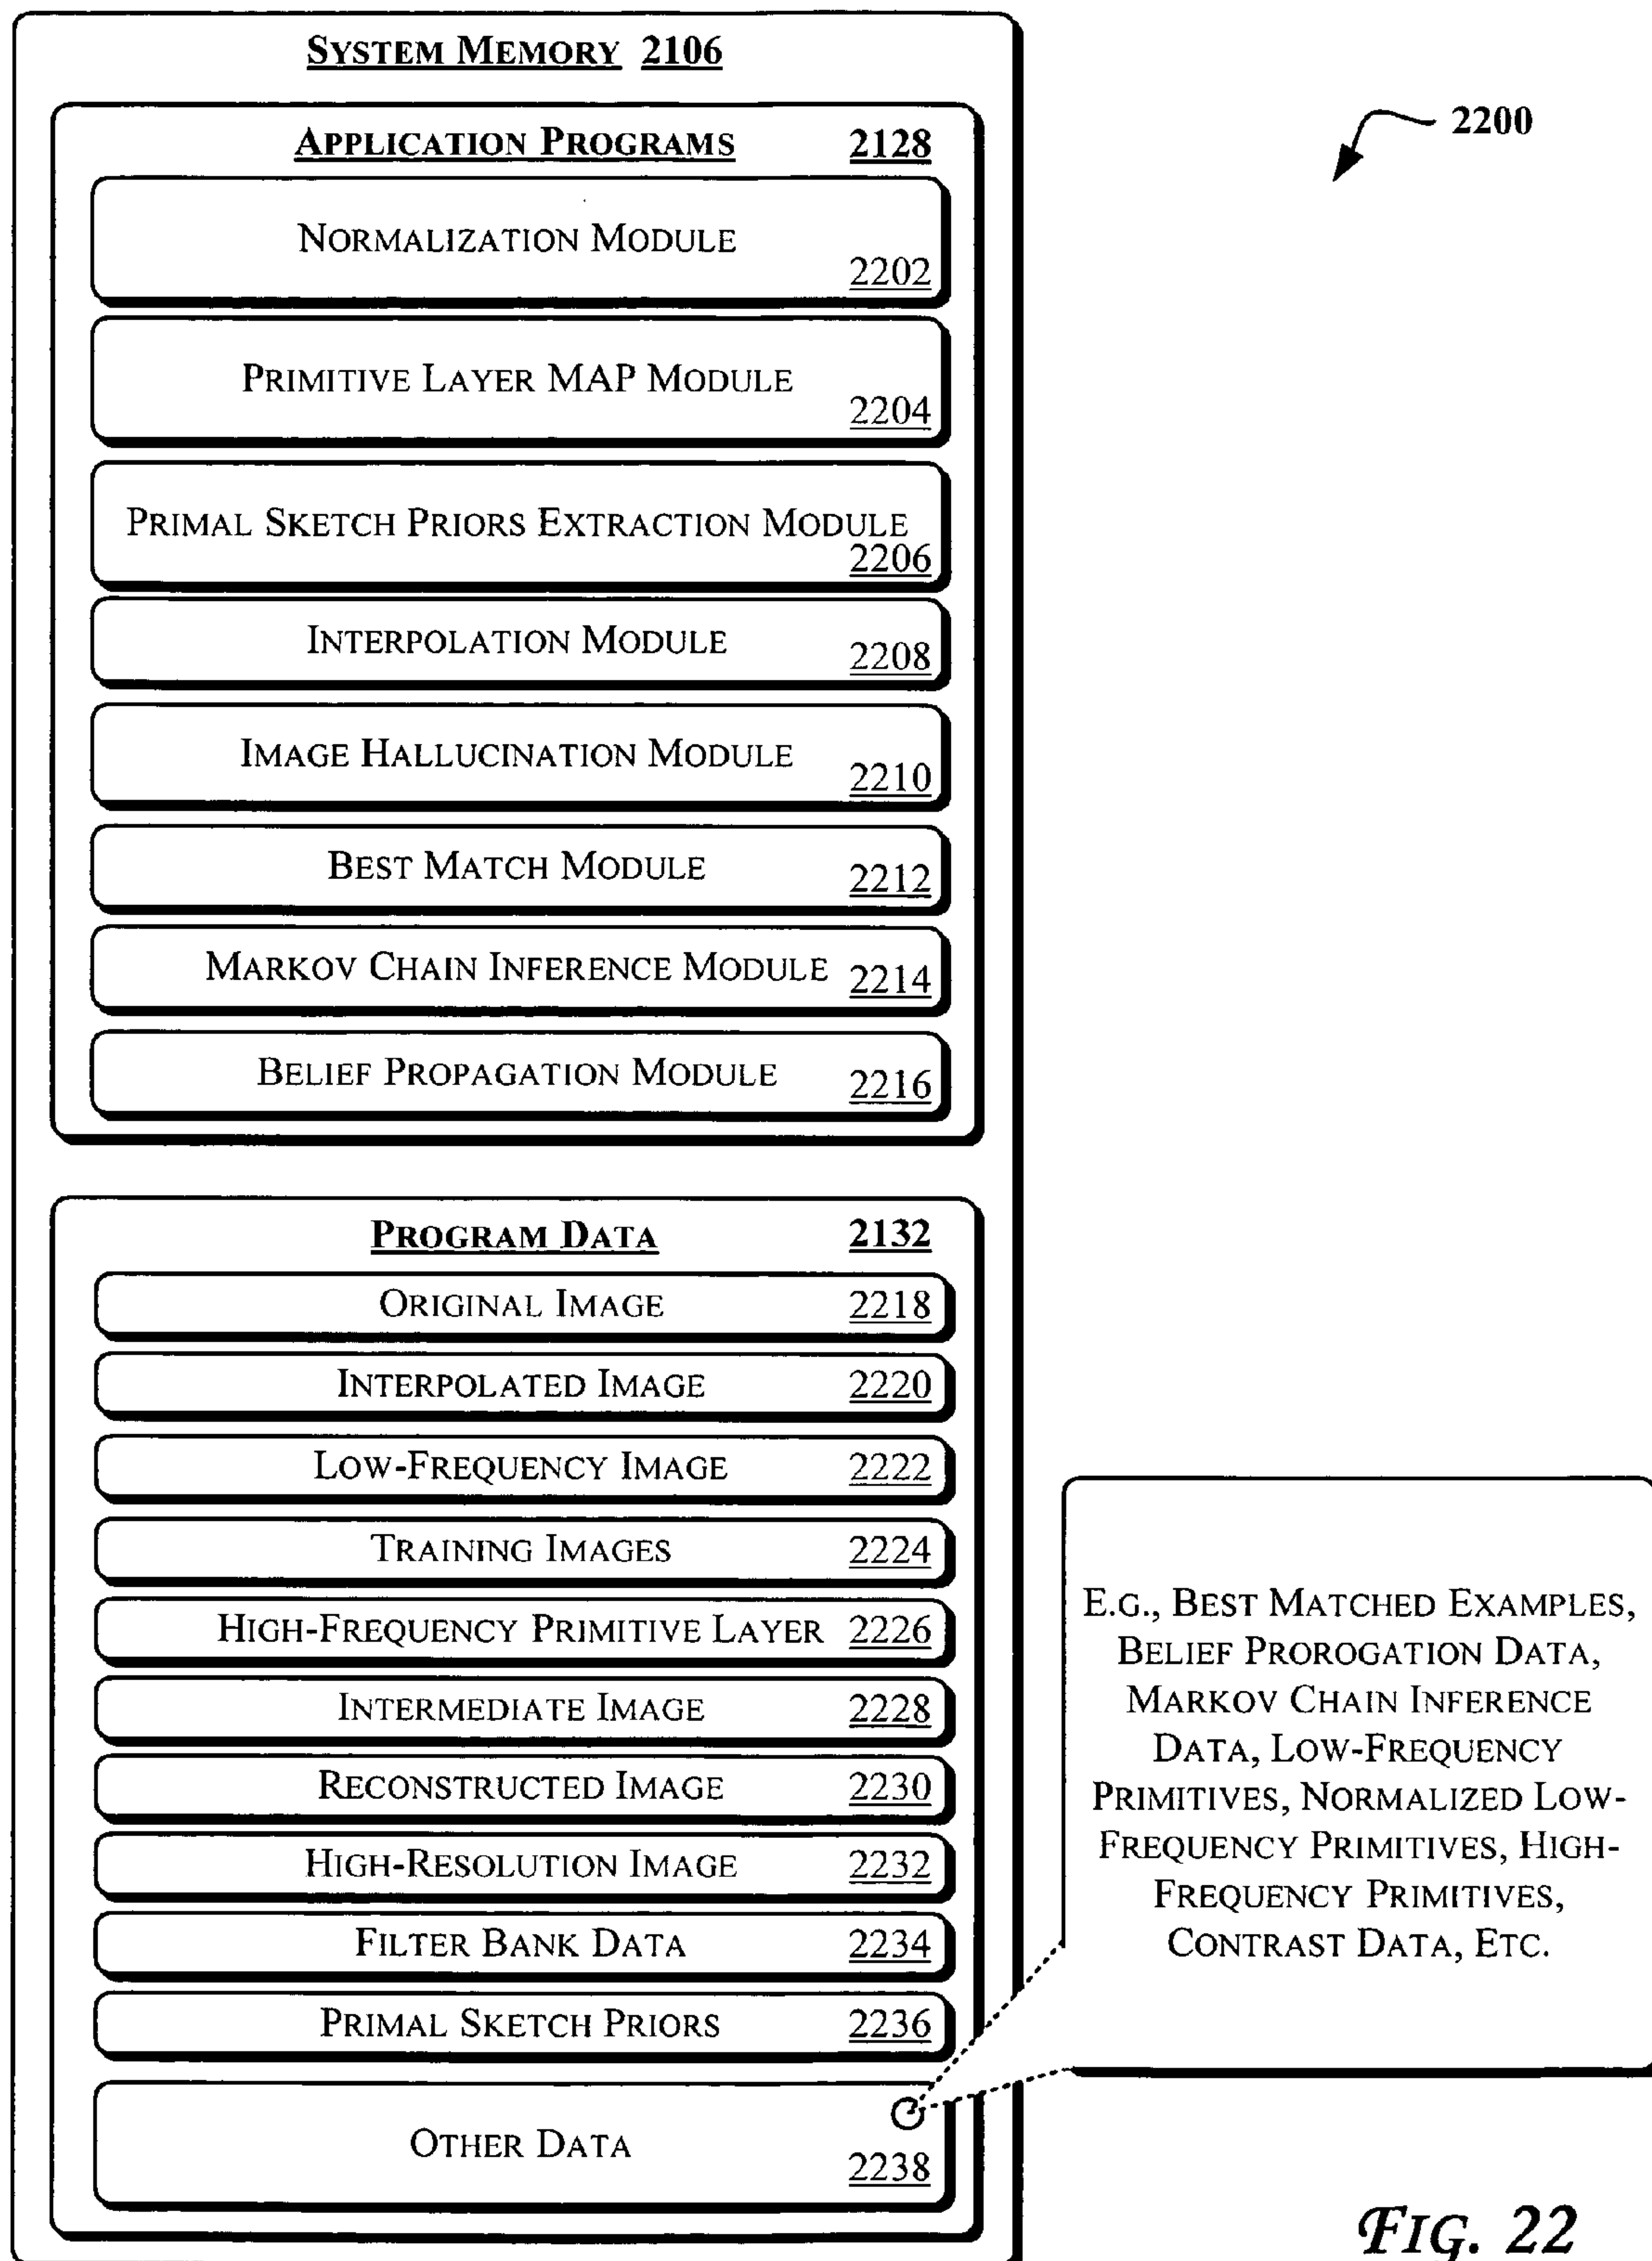 SYSTEM MEMORY 2106
2200
APPLICATION PROGRAMS 2128
NORMALIZATION MODULE
2202
PRIMITIVE LAYER MAP MODULE
2204
PRIMAL SKETCH PRIORS EXTRACTION MODULE
2206
INTERPOLATION MODULE 2208
IMAGE HALLUCINATION MODULE 2210
BEST MATCH MODULE 2212
MARKOV CHAIN INFERENCE MODULE 2214
BELIEF PROPAGATION MODULE 2216
PROGRAM DATA 2132
ORIGINAL IMAGE 2218
INTERPOLATED IMAGE 2220
LOW-FREQUENCY IMAGE 2222
TRAINING IMAGES 2224
HIGH-FREQUENCY PRIMITIVE LAYER 2226
INTERMEDIATE IMAGE 2228
RECONSTRUCTED IMAGE 2230
HIGH-RESOLUTION IMAGE 2232
FILTER BANK DATA 2234
PRIMAL SKETCH PRIORS 2236
OTHER DATA
2238
E.G., BEST MATCHED EXAMPLES,
BELIEF PROROGATION DATA,
MARKOV CHAIN INFERENCE
DATA, LOW-FREQUENCY
PRIMITIVES, NORMALIZED LOW-
FREQUENCY PRIMITIVES, HIGH-
FREQUENCY PRIMITIVES,
CONTRAST DATA, ETC.
FIG. 22